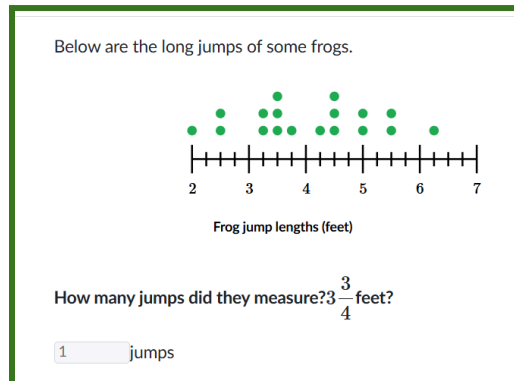 Below are the long jumps of some frogs.
2 3 4 5 6 7
Frog jump lengths (feet)
How many jumps did they measure?3 3/4 feet?
1 jumps